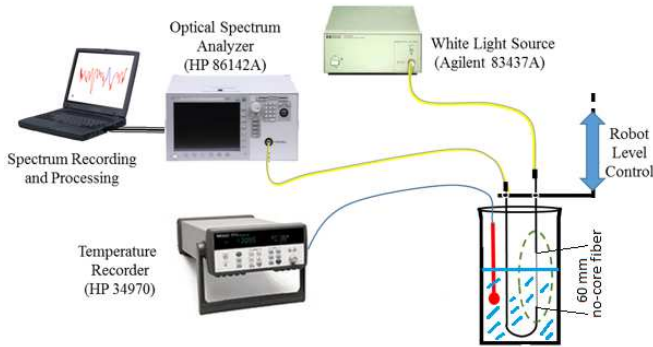 Optical Spectrum
Analyzer
(HP 86142A)
White Light Source
(Agilent 83437A)
Robot
Level
Control
Spectrum Recording
and Processing
Temperature
Recorder
(HP 34970)
60 mm
no-core fiber